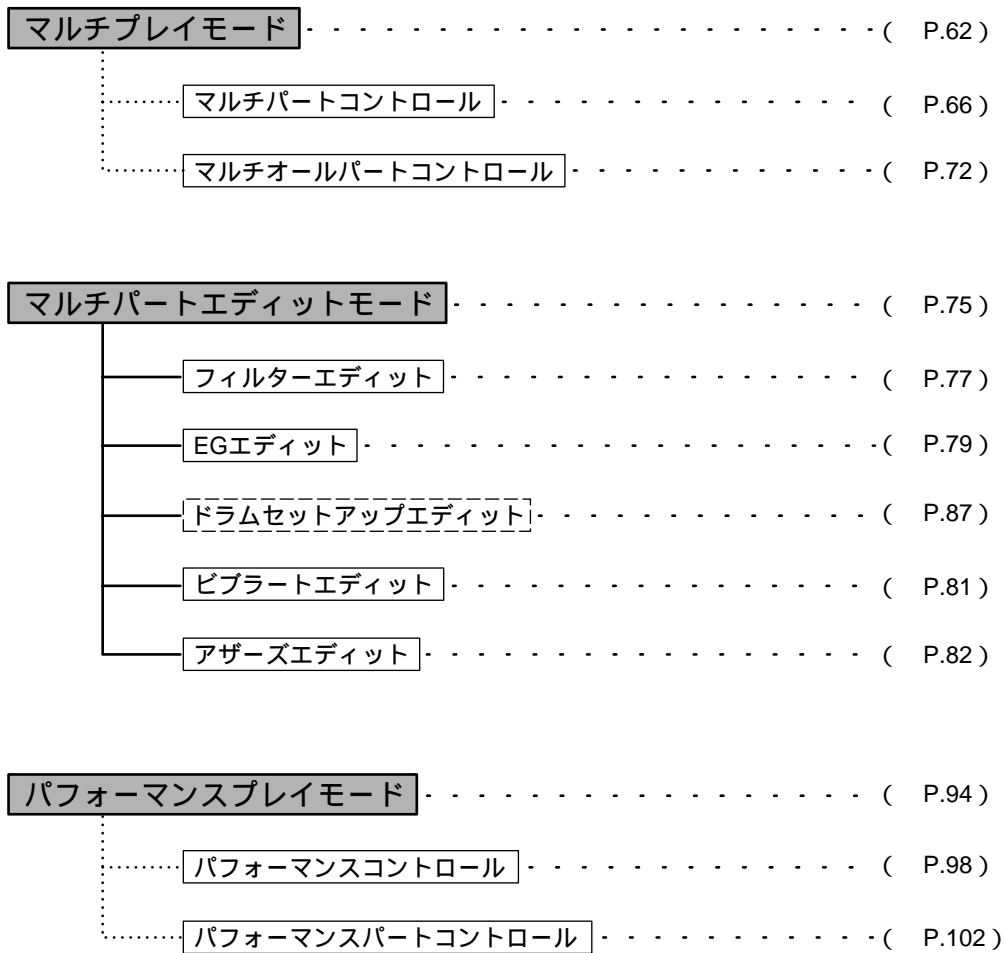 マルチプレイモード - - - - - - - - - - - - - - - - - - - - - - ( P.62 )
マルチパートコントロール - - - - - - - - - - - - - - ( P.66 )
マルチオールパートコントロール - - - - - - - - - - - - ( P.72 )
マルチパートエディットモード - - - - - - - - - - - - - - - - ( P.75 )
フィルターエディット - - - - - - - - - - - - - - - - ( P.77 )
EGエディット - - - - - - - - - - - - - - - - - - - - ( P.79 )
ドラムセットアップエディット - - - - - - - - - - - - - ( P.87 )
ビブラートエディット - - - - - - - - - - - - - - - - ( P.81 )
アザーズエディット - - - - - - - - - - - - - - - - - ( P.82 )
パフォーマンスプレイモード - - - - - - - - - - - - - - - - - ( P.94 )
パフォーマンスコントロール - - - - - - - - - - - - - ( P.98 )
パフォーマンスパートコントロール - - - - - - - - - - - ( P.102 )